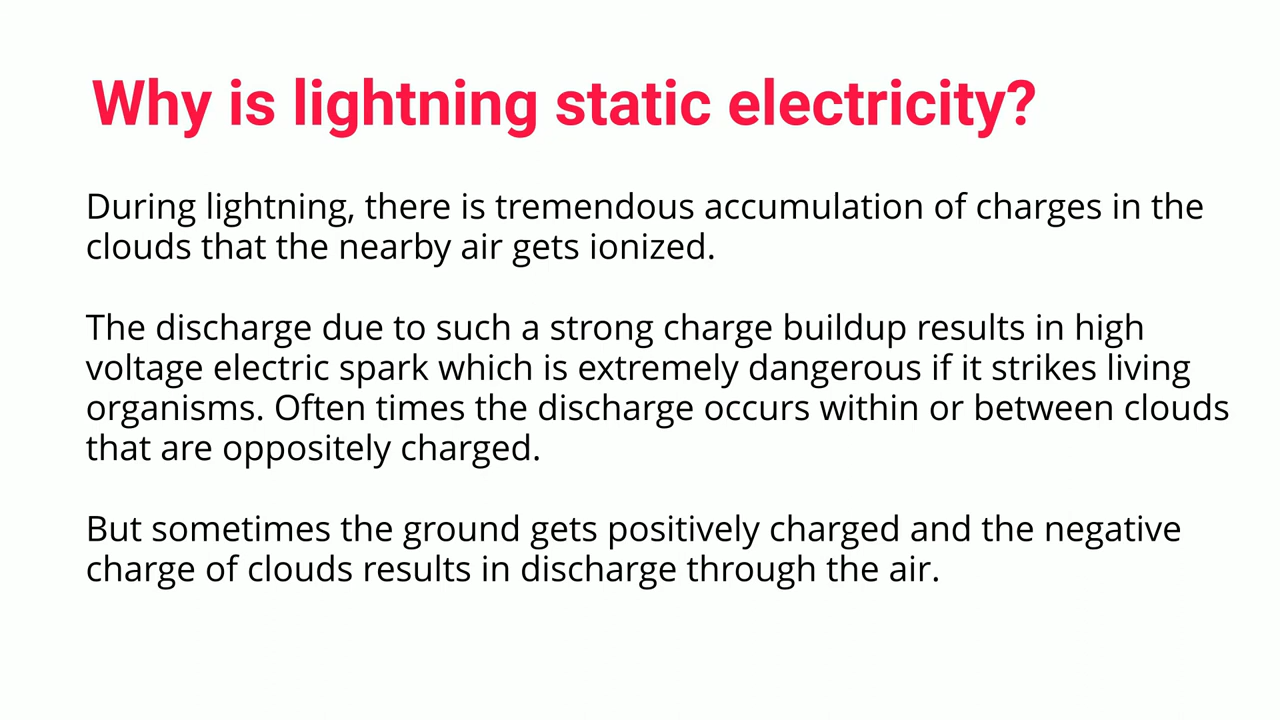 Why is lightning static electricity?
During lightning, there is tremendous accumulation of charges in the
clouds that the nearby air gets ionized.
The discharge due to such a strong charge buildup results in high
voltage electric spark which is extremely dangerous if it strikes living
organisms. Often times the discharge occurs within or between clouds
that are oppositely charged.
But sometimes the ground gets positively charged and the negative
charge of clouds results in discharge through the air.